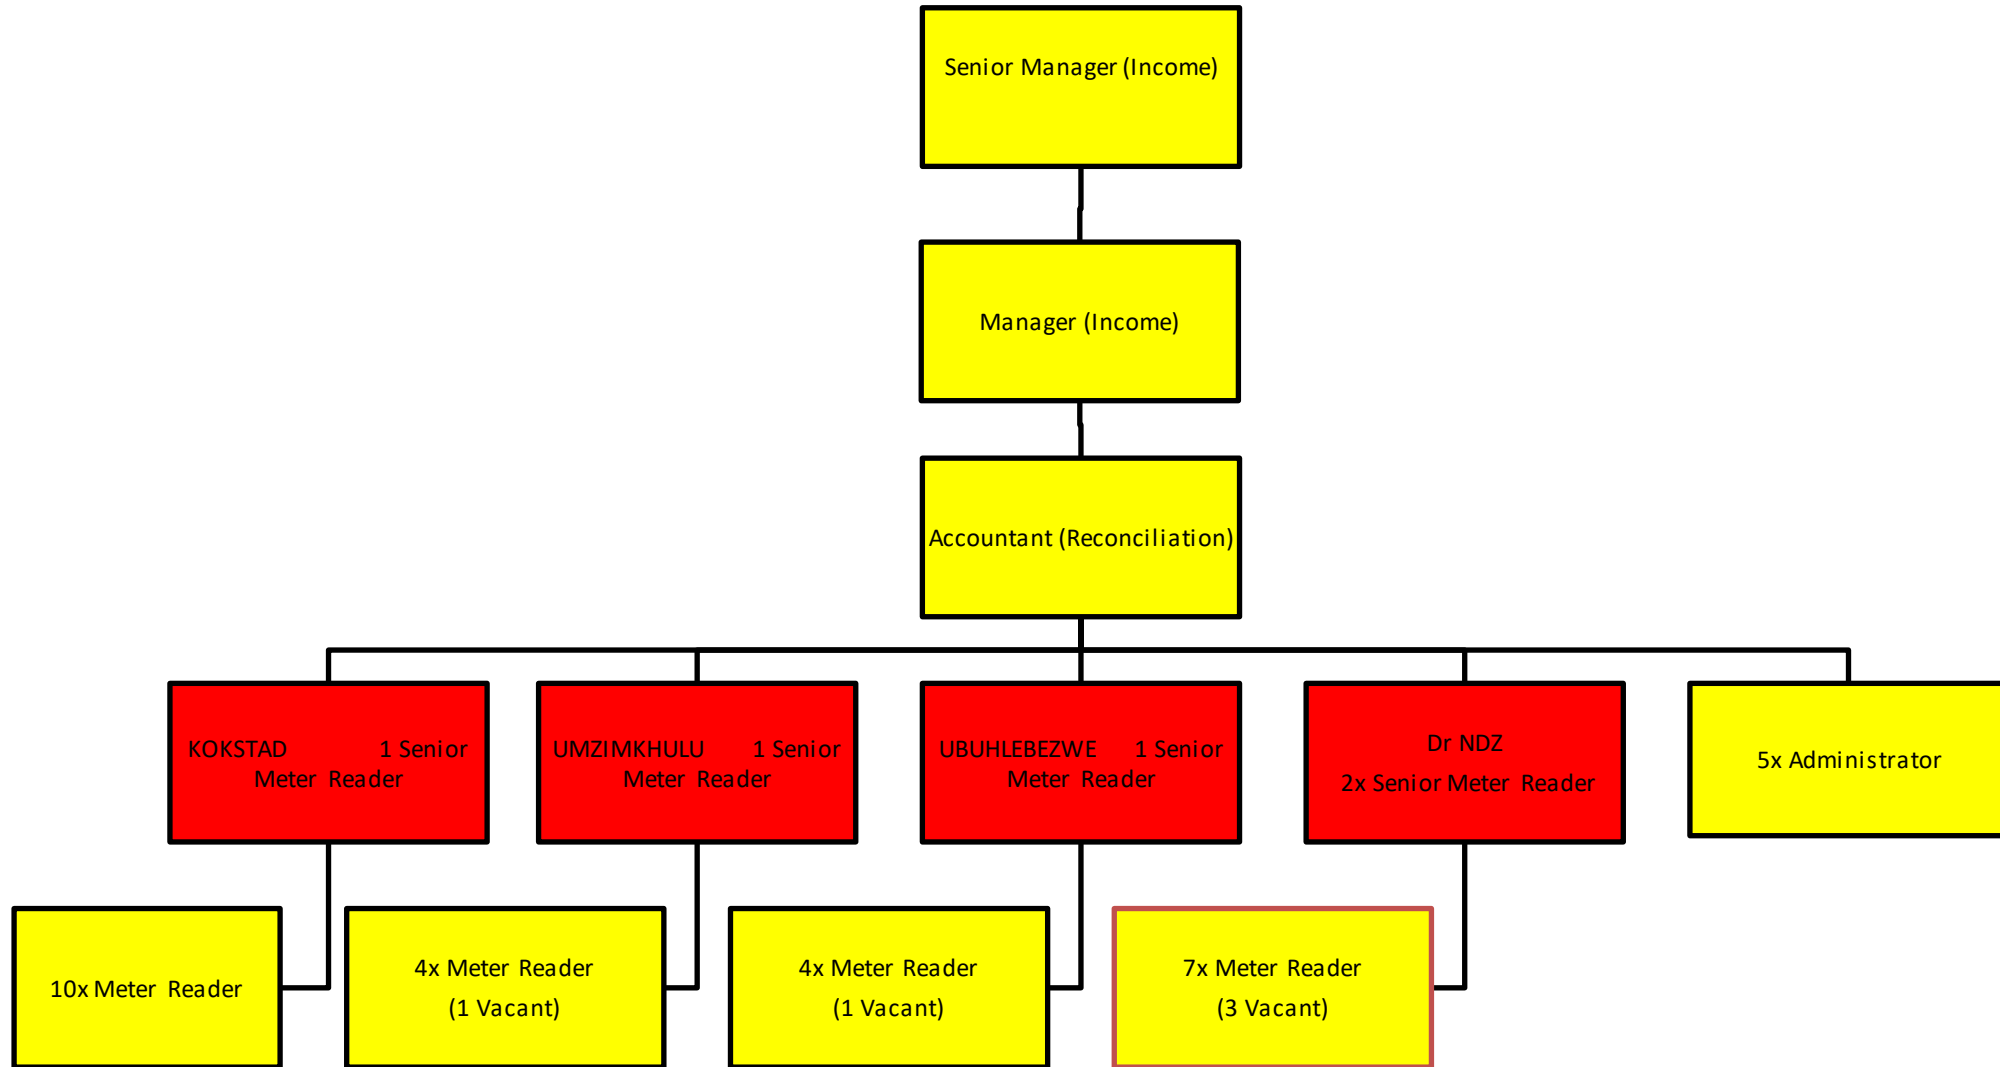 Senior Manager (Income)
Manager (Income)
Accountant (Reconciliation)
KOKSTAD 1 Senior
Meter Reader
UMZIMKHULU 1 Senior
Meter Reader
UBUHLEBEZWE 1 Senior
Meter Reader
Dr NDZ
2x Senior Meter Reader
5x Administrator
10x Meter Reader
4x Meter Reader
(1 Vacant)
4x Meter Reader
(1 Vacant)
7x Meter Reader
(3 Vacant)